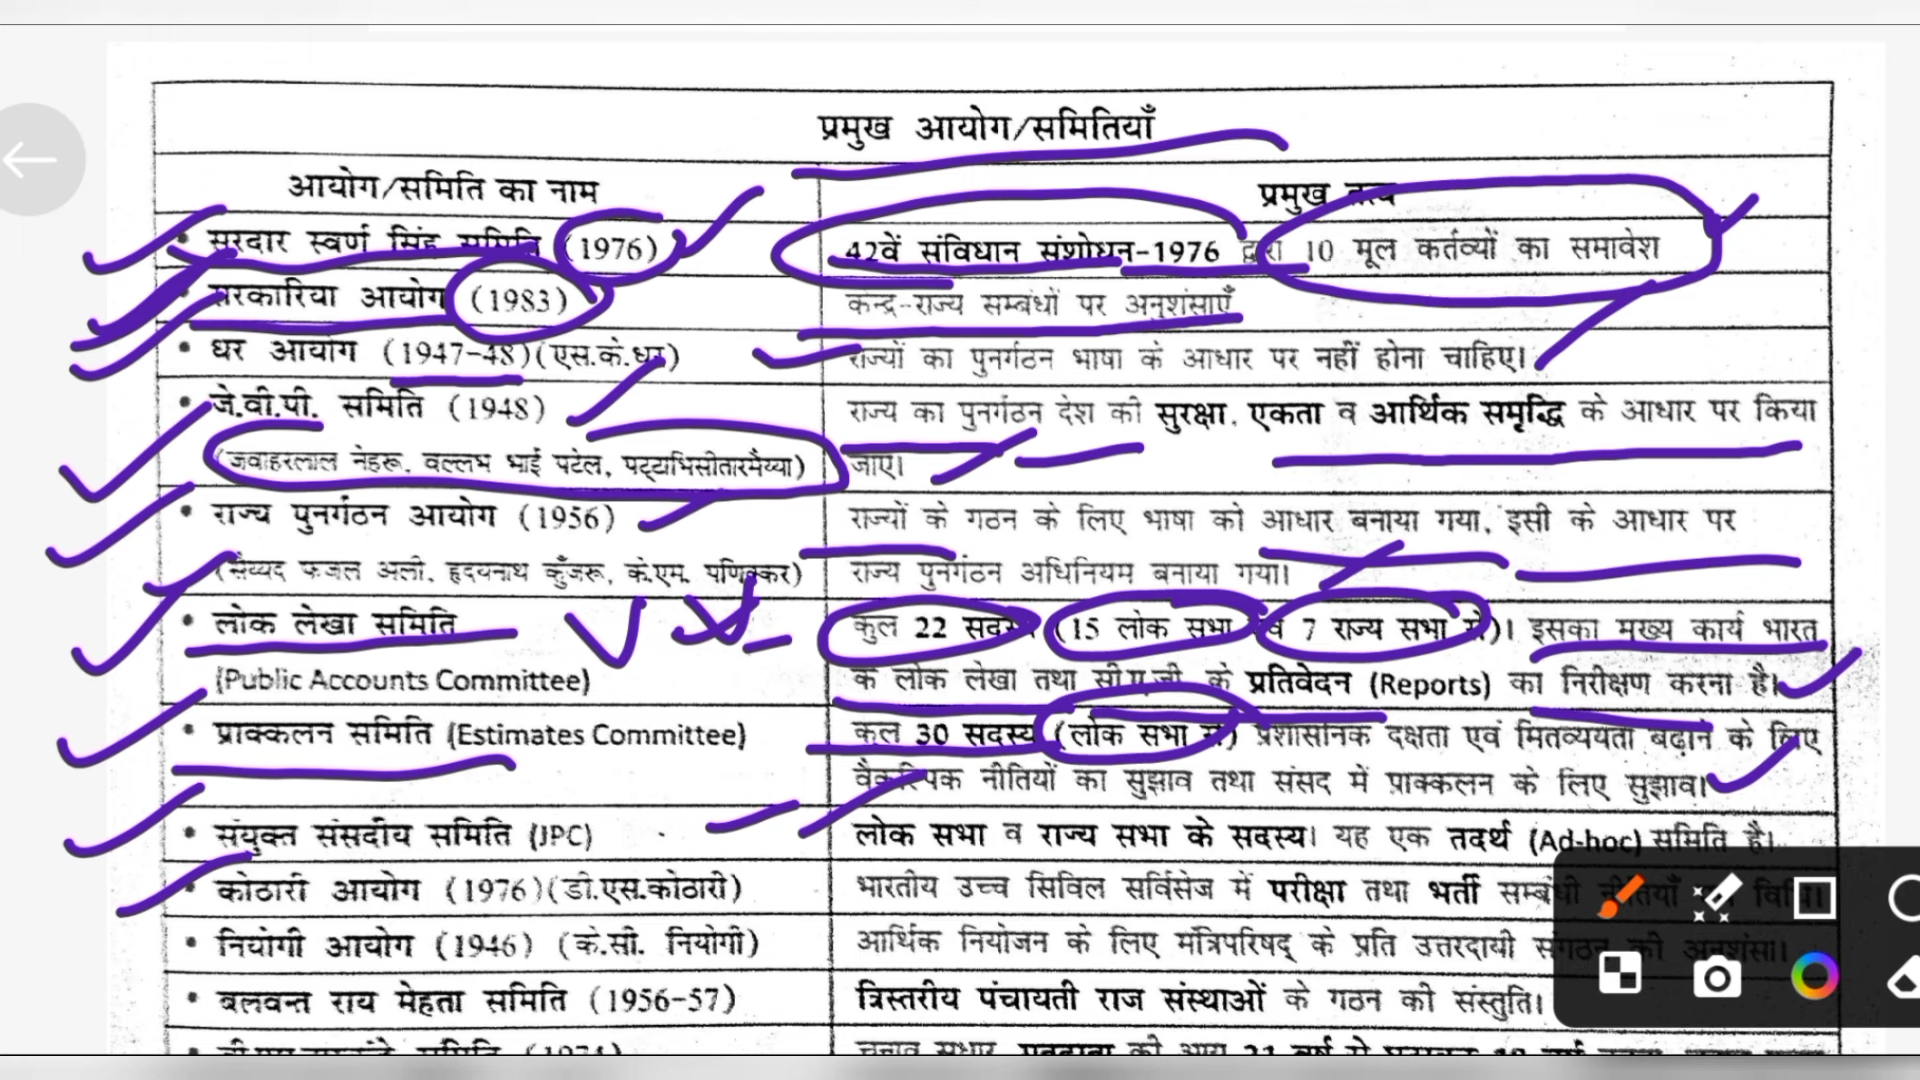 प्रमुख आयोग/समितियाँ
आयोग/समिति का नाम
प्रमुख तत्व
• सरदार स्वर्ण सिंह समिति (1976)
42वें संविधान संशोधन-1976 द्वारा 10 मूल कर्तव्यों का समावेश
• सरकारिया आयोग (1983)
केन्द्र-राज्य सम्बंधों पर अनुशंसाएँ
• धर आयोग (1947-48)(एस.के.धर)
राज्यों का पुनर्गठन भाषा के आधार पर नहीं होना चाहिए।
• जे.वी.पी. समिति (1948)
(जवाहरलाल नेहरू, वल्लभ भाई पटेल, पट्टाभिसीतारमैय्या)
राज्य का पुनर्गठन देश की सुरक्षा, एकता व आर्थिक समृद्धि के आधार पर किया
जाए।
• राज्य पुनर्गठन आयोग (1956)
(सैय्यद फजल अली, हृदयनाथ कुँजरू, के.एम. पणिक्कर)
राज्यों के गठन के लिए भाषा को आधार बनाया गया, इसी के आधार पर
राज्य पुनर्गठन अधिनियम बनाया गया।
• लोक लेखा समिति
(Public Accounts Committee)
कुल 22 सदस्य (15 लोक सभा एवं 7 राज्य सभा से)। इसका मुख्य कार्य भारत
के लोक लेखा तथा सी.ए.जी. के प्रतिवेदन (Reports) का निरीक्षण करना है।
• प्राक्कलन समिति (Estimates Committee)
कुल 30 सदस्य (लोक सभा से) प्रशासनिक दक्षता एवं मितव्ययता बढ़ाने के लिए
वैकल्पिक नीतियों का सुझाव तथा संसद में प्राक्कलन के लिए सुझाव।
• संयुक्त संसदीय समिति (JPC)
लोक सभा व राज्य सभा के सदस्य। यह एक तदर्थ (Ad-hoc) समिति है।
• कोठारी आयोग (1976)(डी.एस.कोठारी)
भारतीय उच्च सिविल सर्विसेज में परीक्षा तथा भर्ती सम्बंधी नीतियाँ
• नियोगी आयोग (1946) (के.सी. नियोगी)
आर्थिक नियोजन के लिए मंत्रिपरिषद् के प्रति उत्तरदायी संगठन की अनुशंसा।
• बलवन्त राय मेहता समिति (1956-57)
त्रिस्तरीय पंचायती राज संस्थाओं के गठन की संस्तुति।